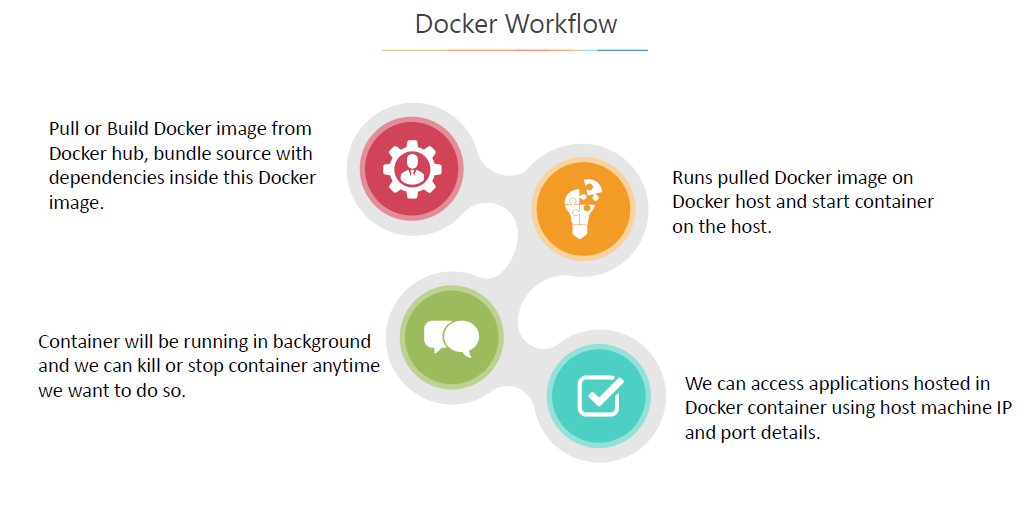 Docker Workflow
Pull or Build Docker image from
Docker hub, bundle source with
dependencies inside this Docker
image.
Runs pulled Docker image on
Docker host and start container
on the host.
Container will be running in background
and we can kill or stop container anytime
we want to do so.
We can access applications hosted in
Docker container using host machine IP
and port details.